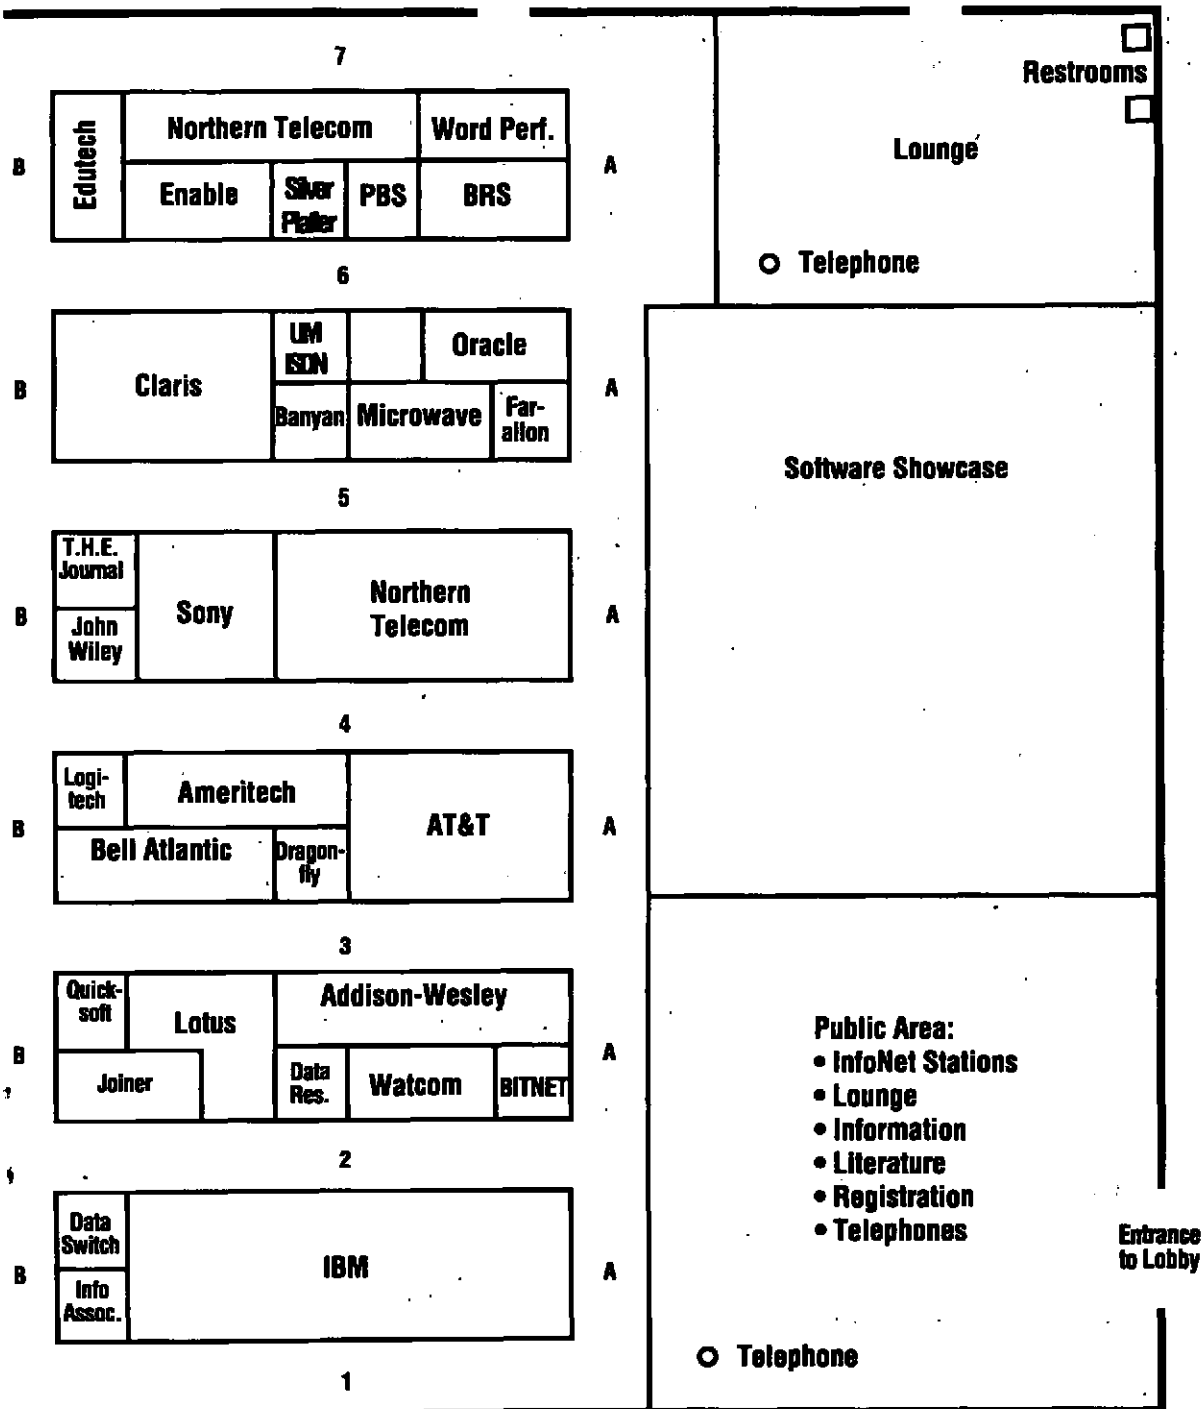 7
Restrooms
Lounge
B
Edutech
Northern Telecom
Word Perf.
A
Enable
Silver
Platter
PBS
BRS
Telephone
6
B
Claris
UM
ISDN
Oracle
A
Banyan
Microwave
Far-
allon
Software Showcase
5
T.H.E.
Journal
B
John
Wiley
Sony
Northern
Telecom
A
4
Logi-
tech
Ameritech
B
Bell Atlantic
Dragon-
fly
AT&T
A
3
Quick-
soft
Lotus
Addison-Wesley
B
Joiner
Data
Res.
Watcom
BITNET
A
Public Area:
• InfoNet Stations
• Lounge
• Information
• Literature
• Registration
• Telephones
2
Data
Switch
B
Info
Assoc.
IBM
A
Entrance
to Lobby
Telephone
1